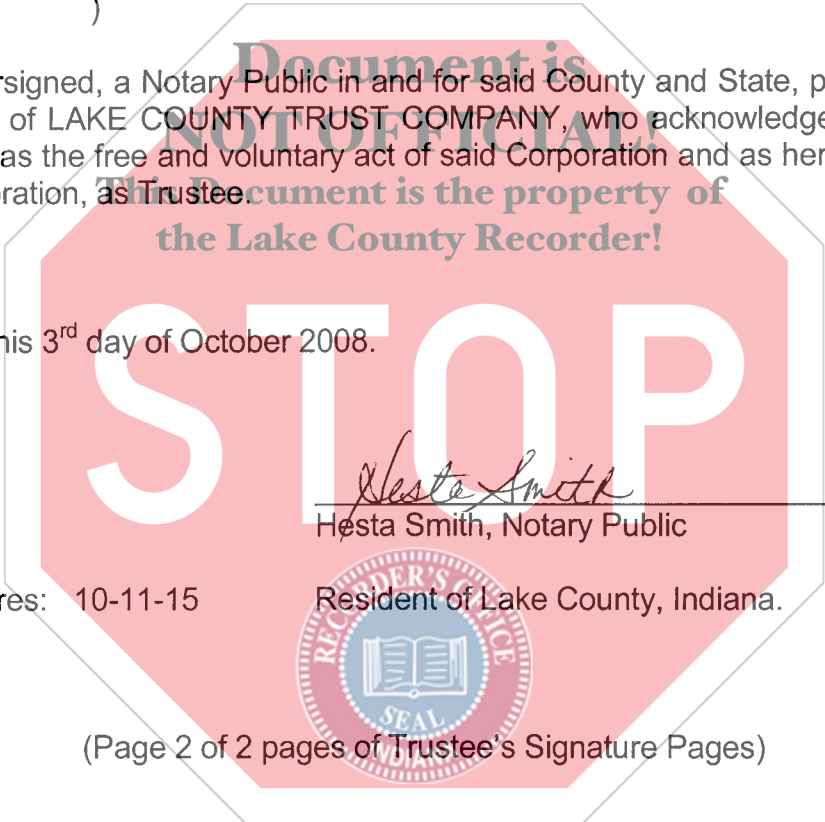 )
Document is
rsigned, a Notary Public in and for said County and State, p
NOT OFFICIAL!
of LAKE COUNTY TRUST COMPANY, who acknowledge
as the free and voluntary act of said Corporation and as her
This Document is the property of
oration, as Trustee.
the Lake County Recorder!
STOP
his 3rd day of October 2008.
Hesta Smith
Hesta Smith, Notary Public
res: 10-11-15
Resident of Lake County, Indiana.
RECORDER'S OFFICE
SEAL
INDIANA
(Page 2 of 2 pages of Trustee's Signature Pages)